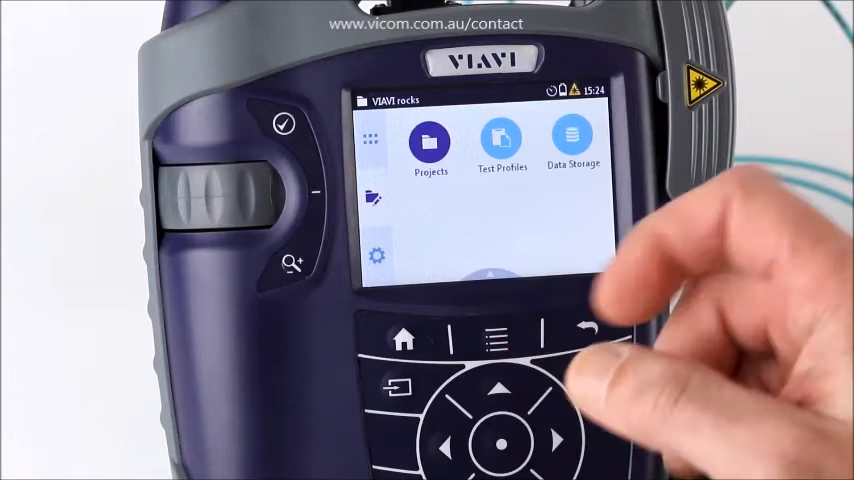 www.vicom.com.au/contact
VIAVI
VIAVI rocks
15:24
Projects
Test Profiles
Data Storage